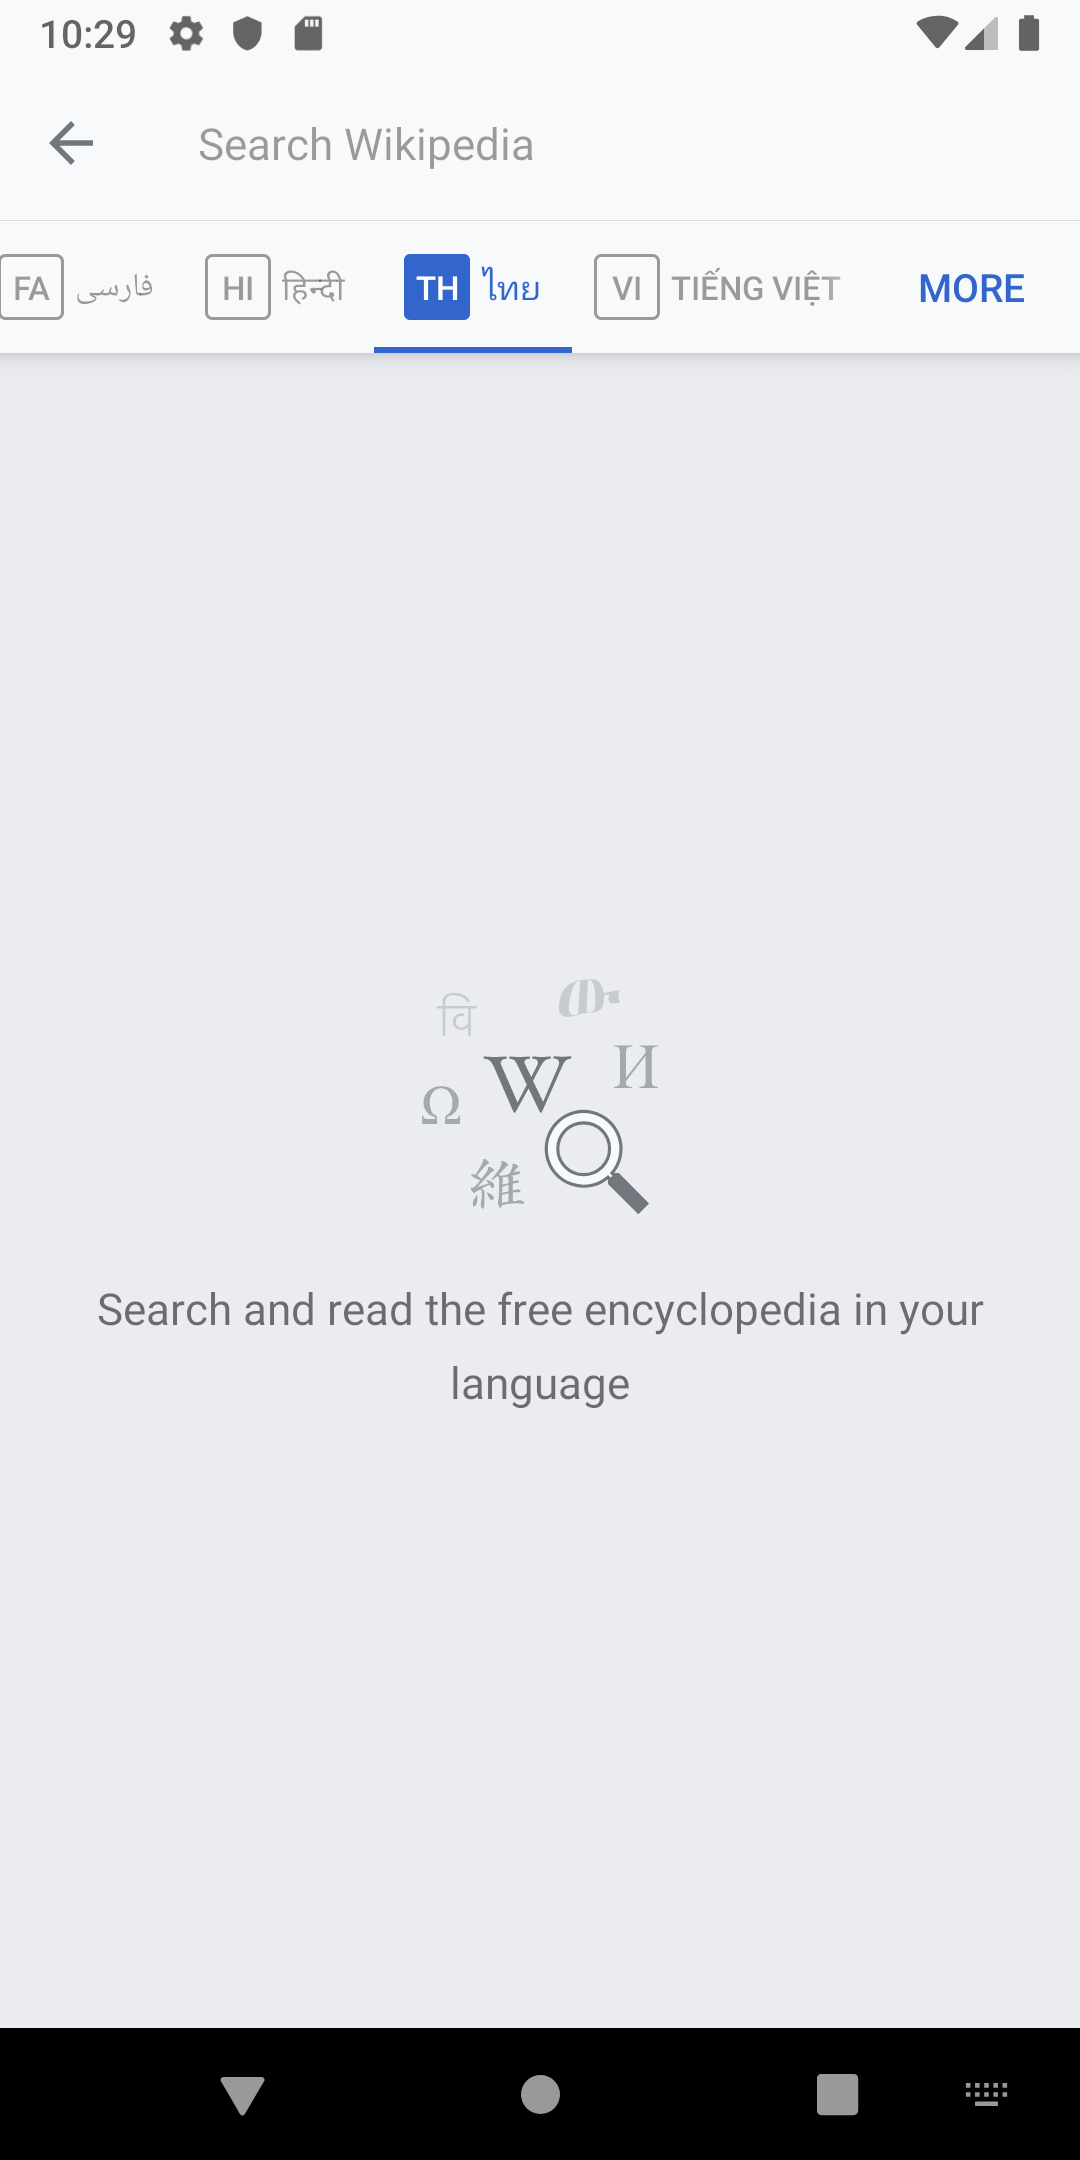 10:29
Search Wikipedia
FA فارسی HI हिन्दी TH ไทย VI TIẾNG VIỆT MORE
वि ው
W И
Ω
維
Search and read the free encyclopedia in your
language